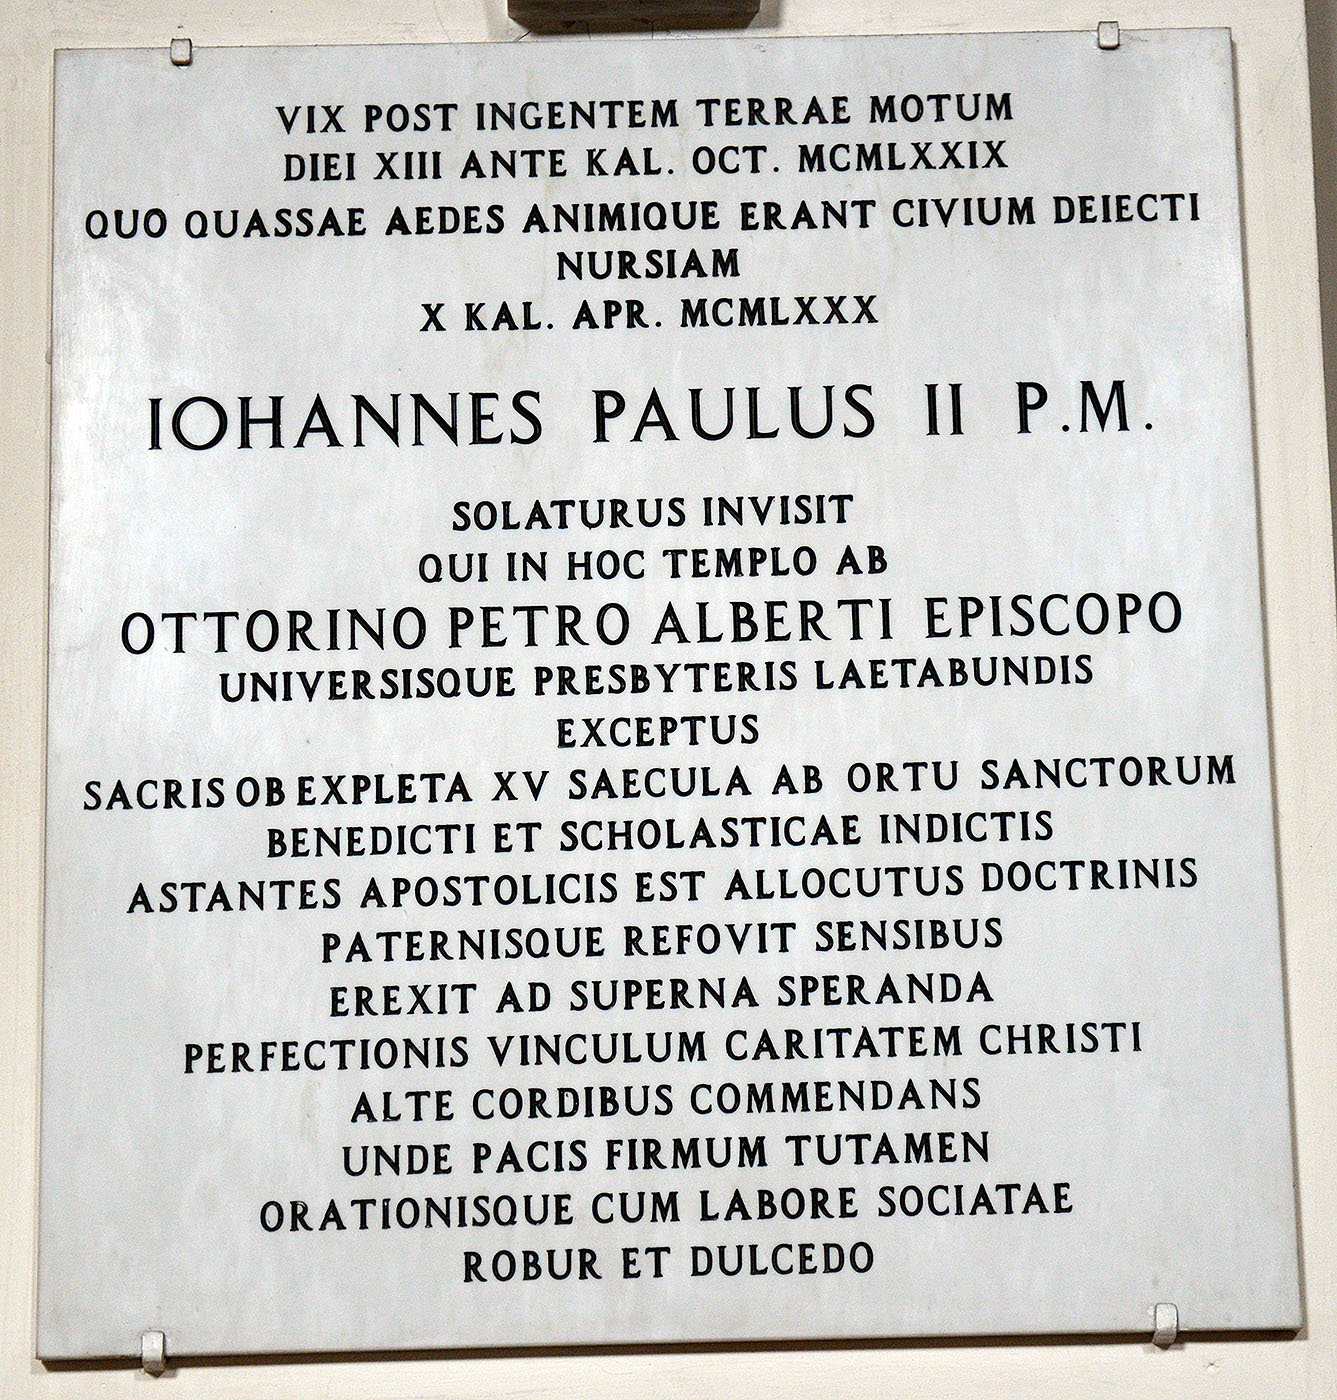 VIX POST INGENTEM TERRAE MOTUM
DIEI XIII ANTE KAL. OCT. MCMLXXIX
QUO QUASSAE AEDES ANIMIQUE ERANT CIVIUM DEIECTI
NURSIAM
X KAL. APR. MCMLXXX
IOHANNES PAULUS II P.M.
SOLATURUS INVISIT
QUI IN HOC TEMPLO AB
OTTORINO PETRO ALBERTI EPISCOPO
UNIVERSISQUE PRESBYTERIS LAETABUNDIS
EXCEPTUS
SACRIS OB EXPLETA XV SAECULA AB ORTU SANCTORUM
BENEDICTI ET SCHOLASTICAE INDICTIS
ASTANTES APOSTOLICIS EST ALLOCUTUS DOCTRINIS
PATERNISQUE REFOVIT SENSIBUS
EREXIT AD SUPERNA SPERANDA
PERFECTIONIS VINCULUM CARITATEM CHRISTI
ALTE CORDIBUS COMMENDANS
UNDE PACIS FIRMUM TUTAMEN
ORATIONISQUE CUM LABORE SOCIATAE
ROBUR ET DULCEDO